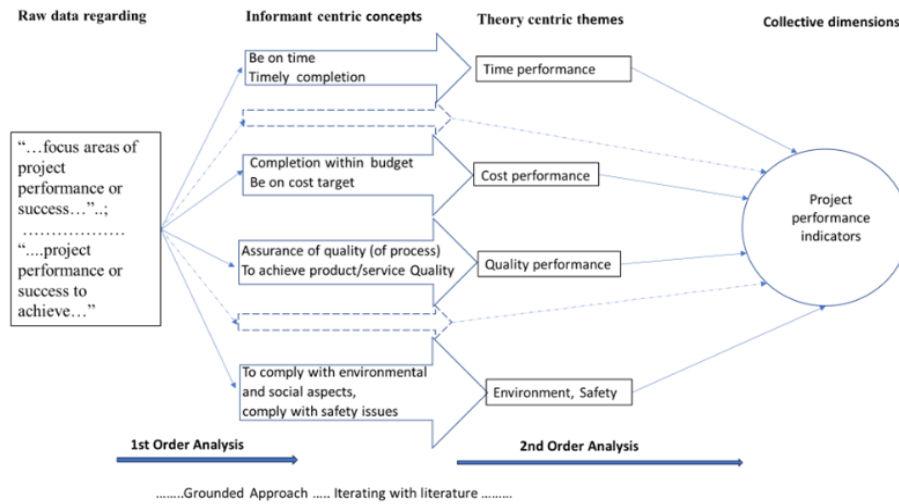 Raw data regarding
Informant centric concepts
Theory centric themes
Collective dimensions
“…focus areas of
project
performance or
success…”..;
………………
“....project
performance or
success to
achieve…”
Be on time
Timely completion
Completion within budget
Be on cost target
Assurance of quality (of process)
To achieve product/service Quality
To comply with environmental
and social aspects,
comply with safety issues
Time performance
Cost performance
Quality performance
Environment, Safety
Project
performance
indicators
1st Order Analysis
2nd Order Analysis
........Grounded Approach ..... Iterating with literature .........